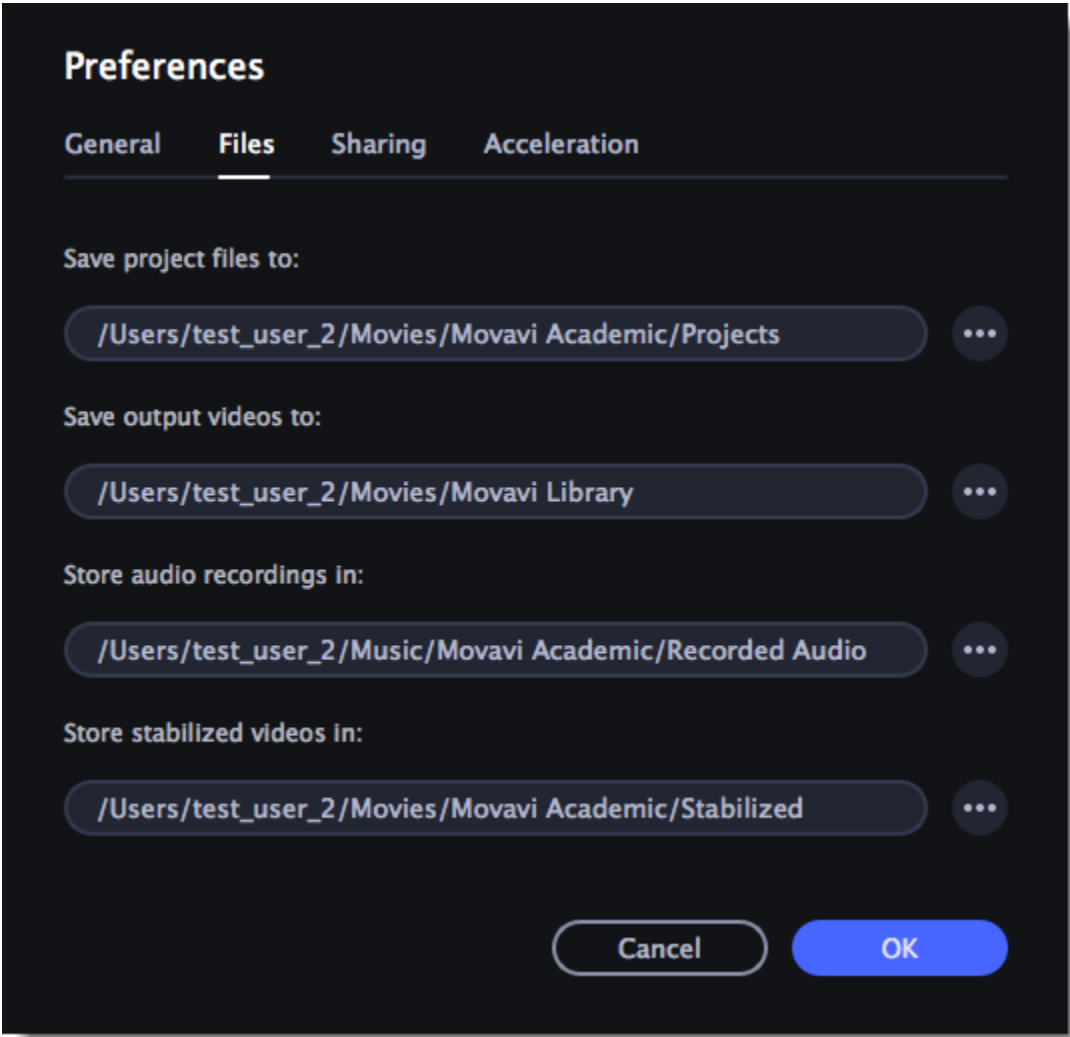 Preferences
General Files Sharing Acceleration
Save project files to:
/Users/test_user_2/Movies/Movavi Academic/Projects
Save output videos to:
/Users/test_user_2/Movies/Movavi Library
Store audio recordings in:
/Users/test_user_2/Music/Movavi Academic/Recorded Audio
Store stabilized videos in:
/Users/test_user_2/Movies/Movavi Academic/Stabilized
Cancel OK